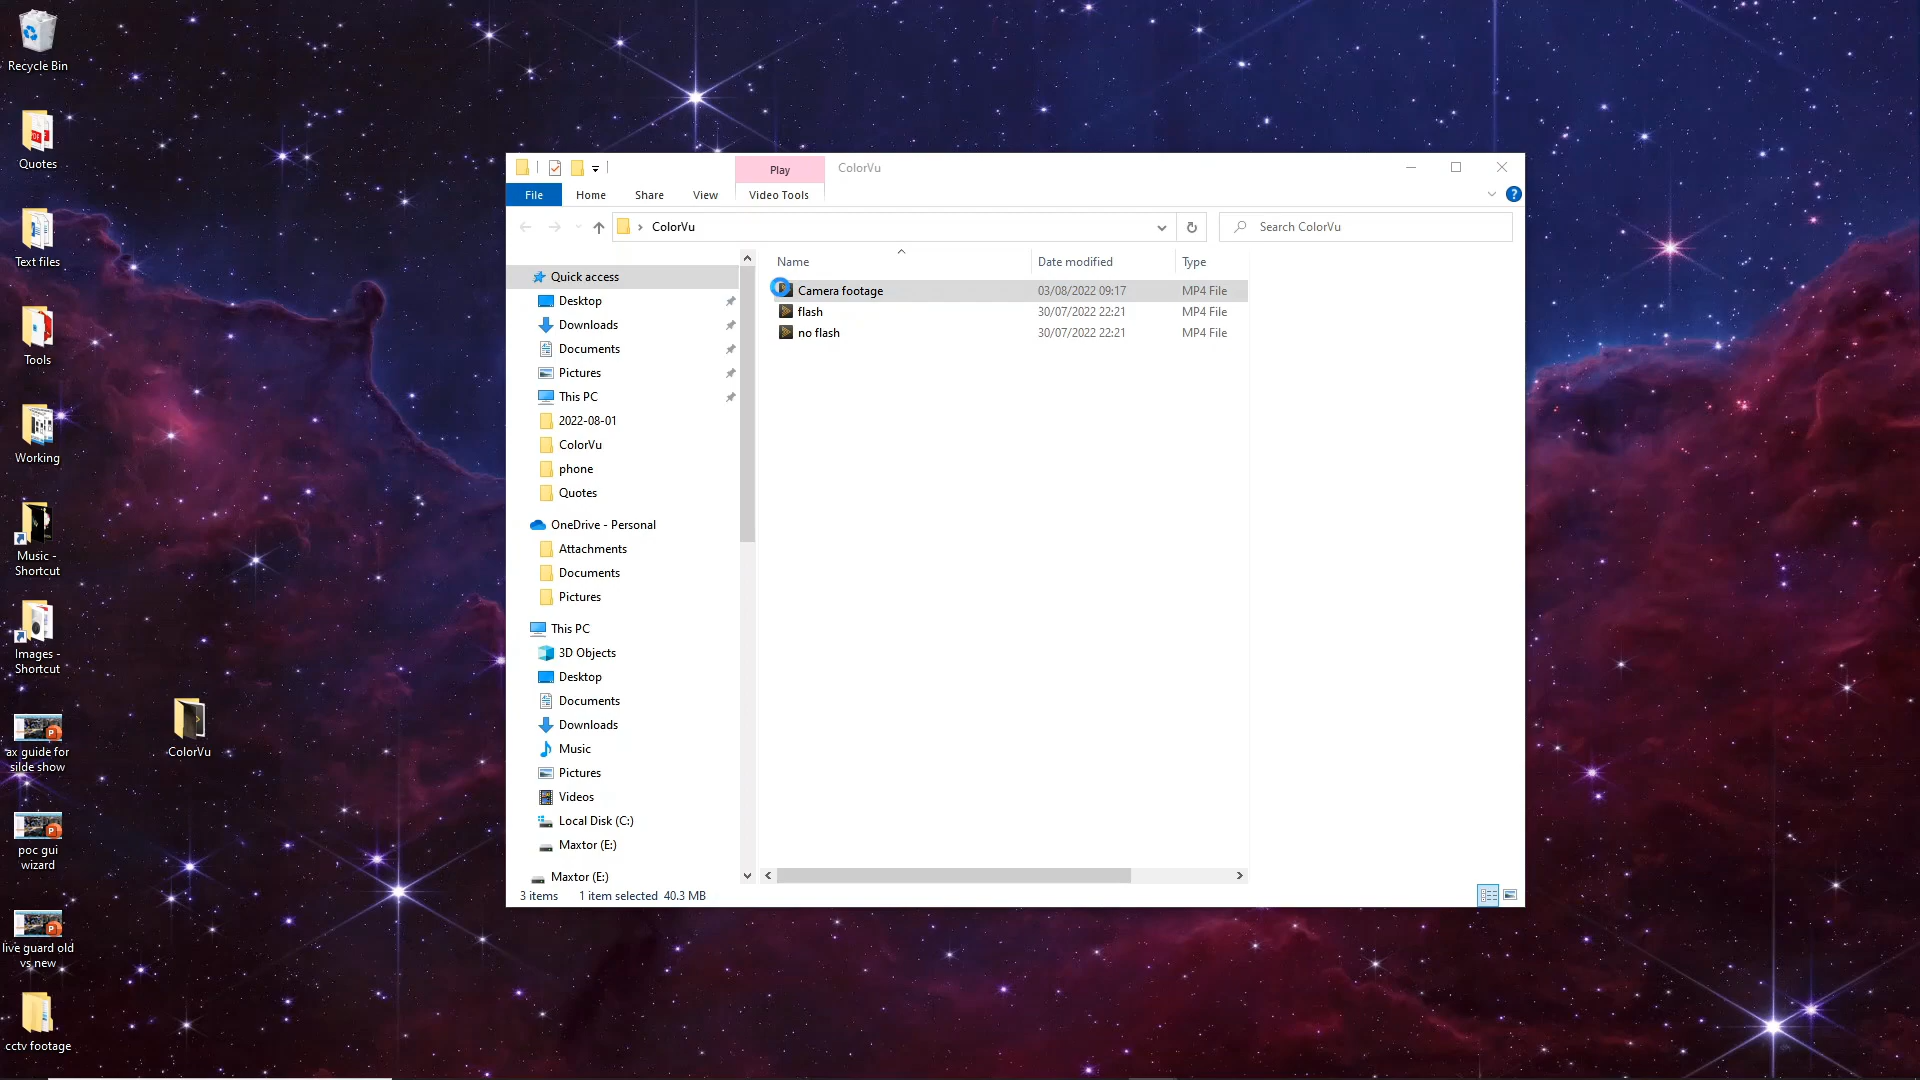 Recycle Bin
Quotes
Text files
Tools
Working
Music -
Shortcut
Images -
Shortcut
ax guide for
silde show
poc gui
wizard
live guard old
vs new
cctv footage
ColorVu
Play
ColorVu
File
Home
Share
View
Video Tools
ColorVu
Search ColorVu
Quick access
Desktop
Downloads
Documents
Pictures
This PC
2022-08-01
ColorVu
phone
Quotes
OneDrive - Personal
Attachments
Documents
Pictures
This PC
3D Objects
Desktop
Documents
Downloads
Music
Pictures
Videos
Local Disk (C:)
Maxtor (E:)
Maxtor (E:)
Name Date modified Type
Camera footage 03/08/2022 09:17 MP4 File
flash 30/07/2022 22:21 MP4 File
no flash 30/07/2022 22:21 MP4 File
3 items 1 item selected 40.3 MB